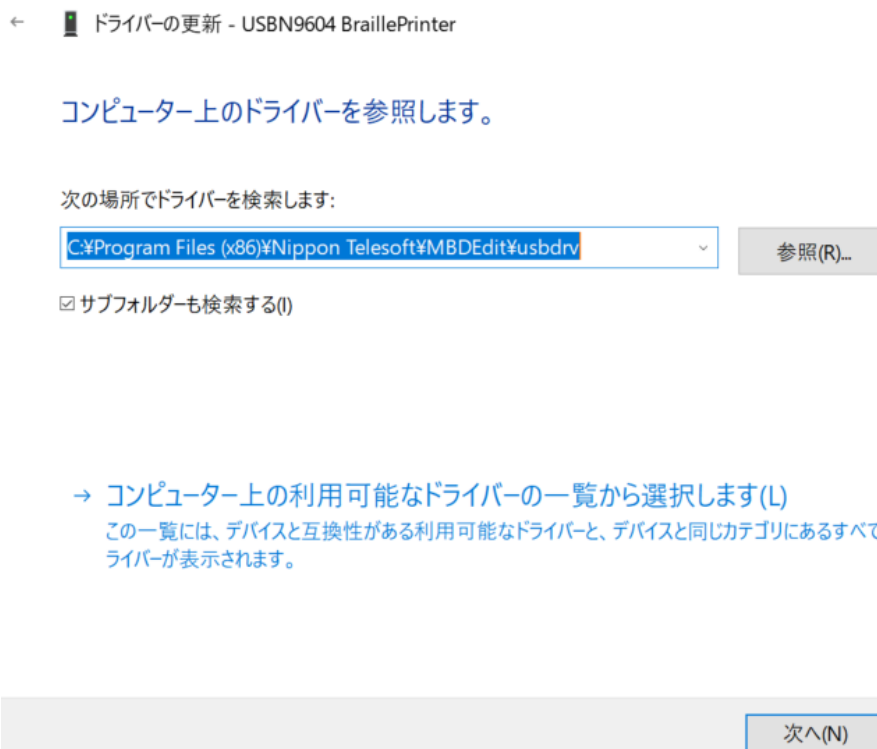 ← ドライバーの更新 - USBN9604 BraillePrinter
コンピューター上のドライバーを参照します。
次の場所でドライバーを検索します:
C:¥Program Files (x86)¥Nippon Telesoft¥MBDEdit¥usbdrv
参照(R)...
サブフォルダーも検索する(I)
→ コンピューター上の利用可能なドライバーの一覧から選択します(L)
この一覧には、デバイスと互換性がある利用可能なドライバーと、デバイスと同じカテゴリにあるすべて
ライバーが表示されます。
次へ(N)